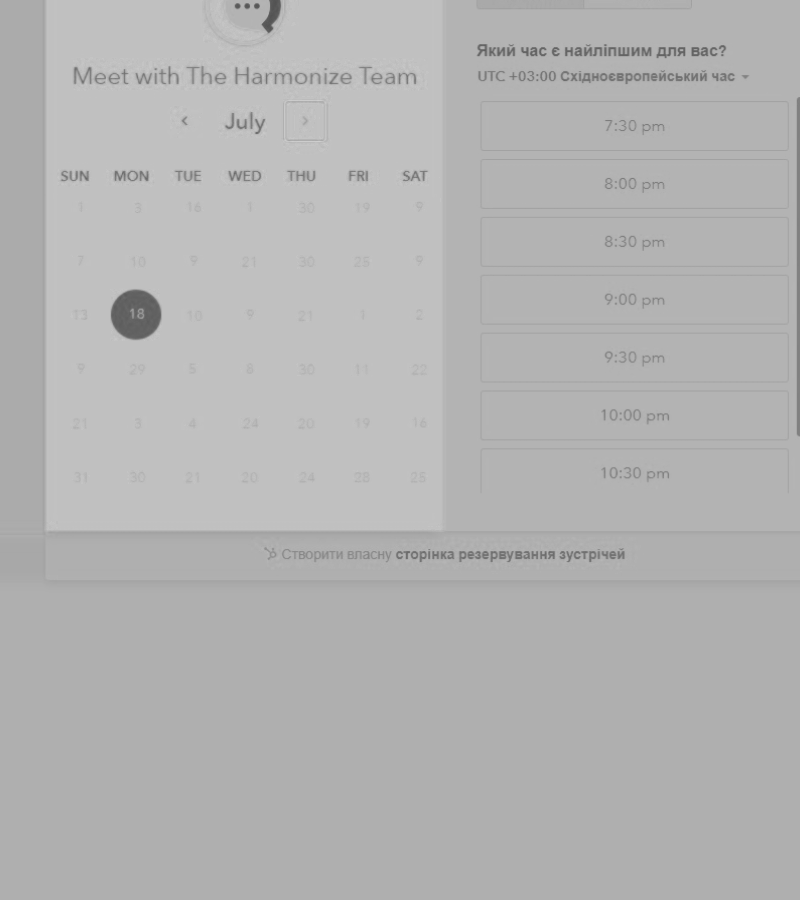 Meet with The Harmonize Team
July
SUN MON TUE WED THU FRI SAT
1 3 16 1 30 19 9
7 10 9 21 30 25 9
13 18 10 9 21 1 2
9 29 5 8 30 11 22
21 3 4 24 20 19 16
31 30 21 20 24 28 25
Який час є найліпшим для вас?
UTC +03:00 Східноєвропейський час
7:30 pm
8:00 pm
8:30 pm
9:00 pm
9:30 pm
10:00 pm
10:30 pm
Створити власну сторінка резервування зустрічей